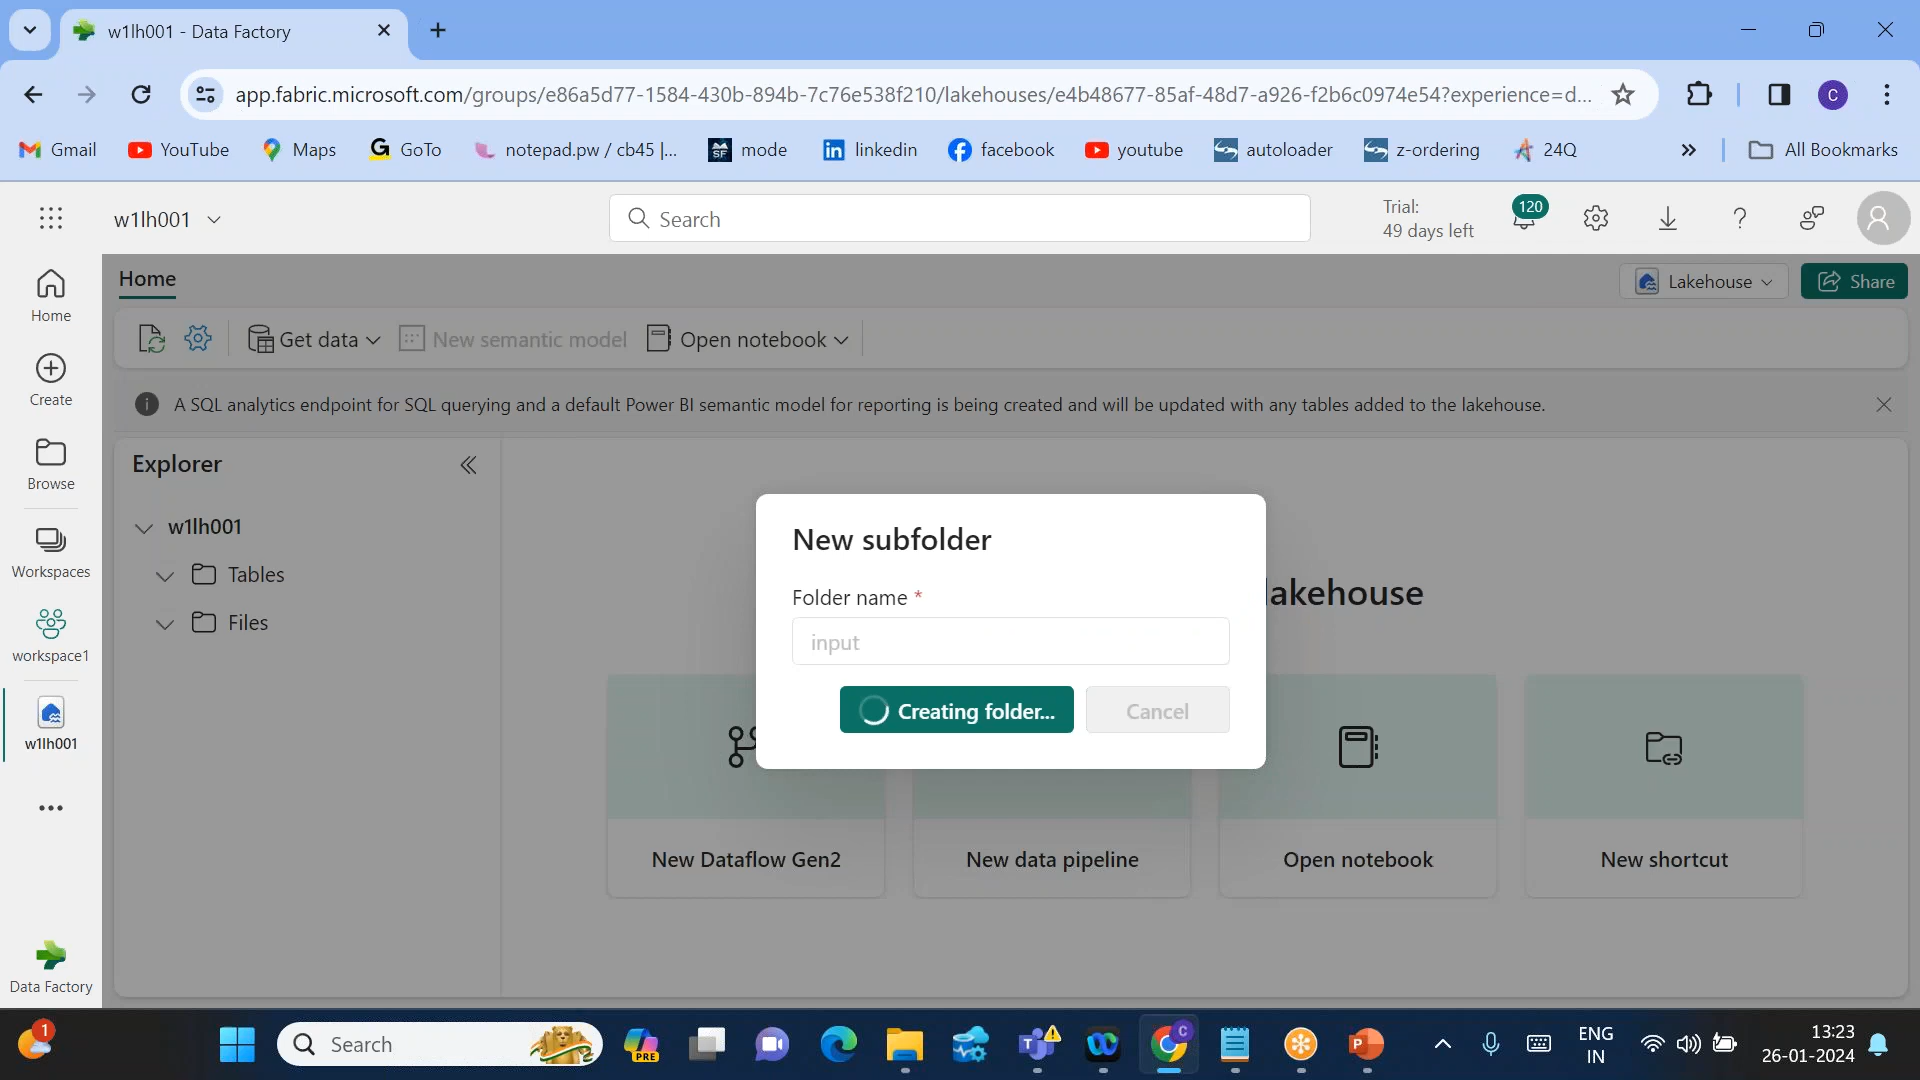 w1lh001 - Data Factory
app.fabric.microsoft.com/groups/e86a5d77-1584-430b-894b-7c76e538f210/lakehouses/e4b48677-85af-48d7-a926-f2b6c0974e54?experience=d...
C
Gmail
YouTube
Maps
GoTo
notepad.pw / cb45 |...
mode
linkedin
facebook
youtube
autoloader
z-ordering
24Q
All Bookmarks
w1lh001
Search
Trial:
49 days left
120
Home
Create
Browse
Workspaces
workspace1
w1lh001
Data Factory
Home
Lakehouse
Share
Get data
New semantic model
Open notebook
A SQL analytics endpoint for SQL querying and a default Power BI semantic model for reporting is being created and will be updated with any tables added to the lakehouse.
Explorer
w1lh001
Tables
Files
lakehouse
New subfolder
Folder name *
input
Creating folder...
Cancel
New Dataflow Gen2
New data pipeline
Open notebook
New shortcut
1
Search
PRE
C
ENG
IN
13:23
26-01-2024